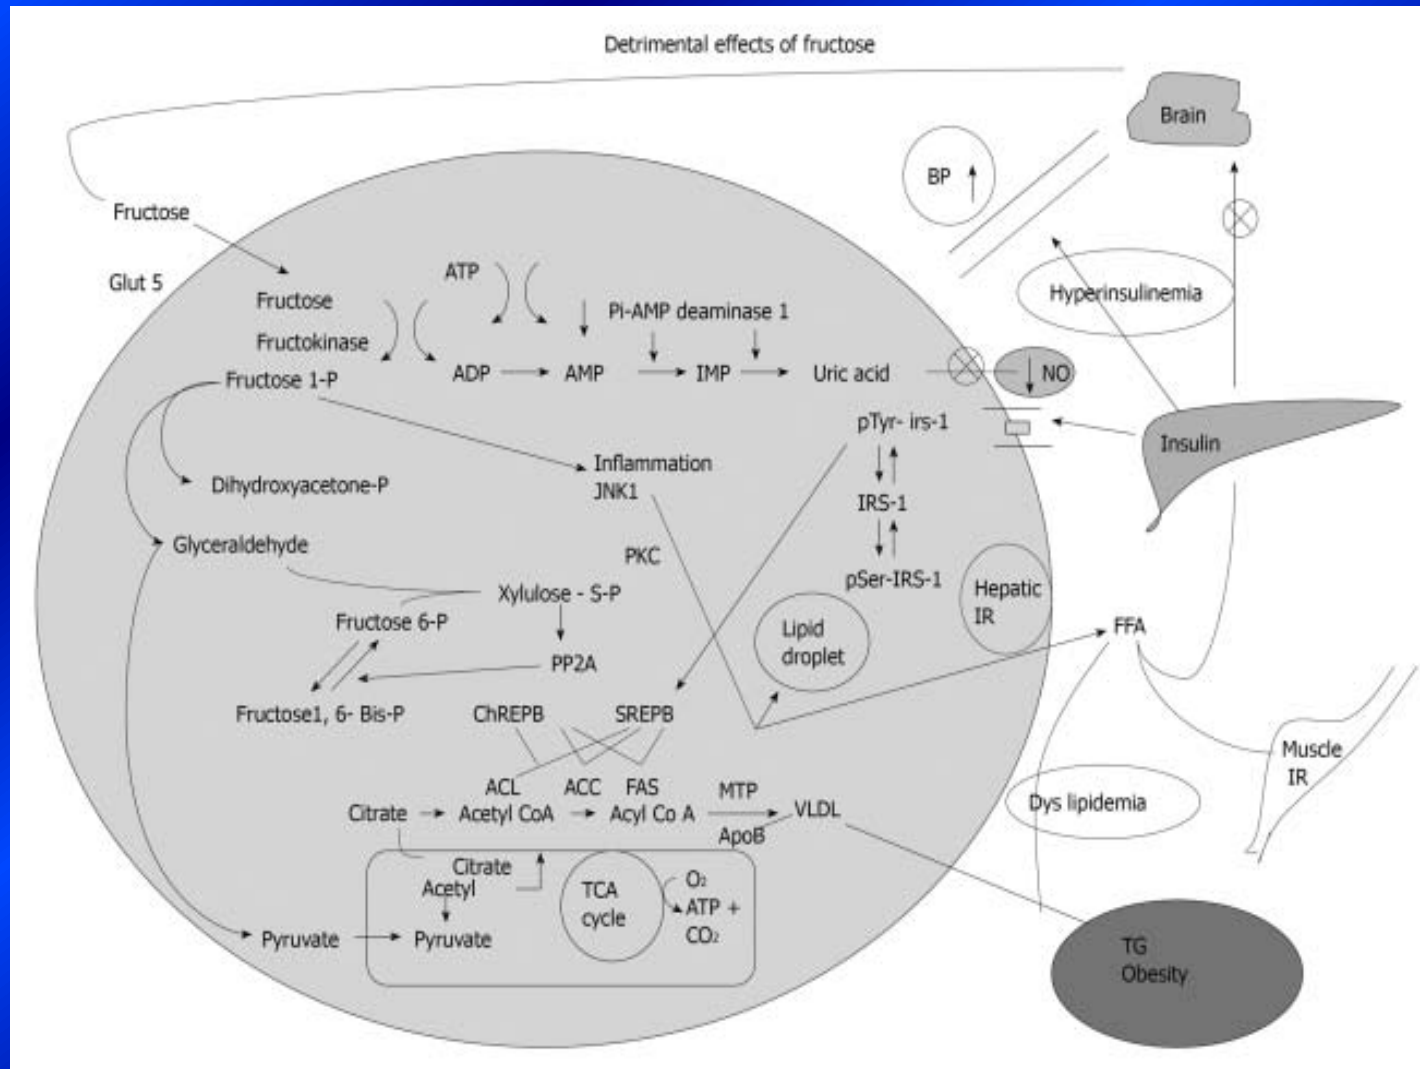 Detrimental effects of fructose
Brain
BP
Fructose
Glut 5
ATP
Fructose
Pi-AMP deaminase 1
Hyperinsulinemia
Fructokinase
Fructose 1-P
ADP
AMP
IMP
Uric acid
NO
pTyr- irs-1
Insulin
Inflammation
JNK1
Dihydroxyacetone-P
IRS-1
Glyceraldehyde
PKC
pSer-IRS-1
Hepatic
IR
Xylulose - S-P
Fructose 6-P
Lipid
droplet
FFA
PP2A
Fructose1, 6- Bis-P
ChREPB
SREPB
Muscle
IR
ACL
ACC
FAS
MTP
Dys lipidemia
Citrate
Acetyl CoA
Acyl Co A
VLDL
ApoB
Citrate
Acetyl
TCA
cycle
O2
ATP +
CO2
Pyruvate
Pyruvate
TG
Obesity